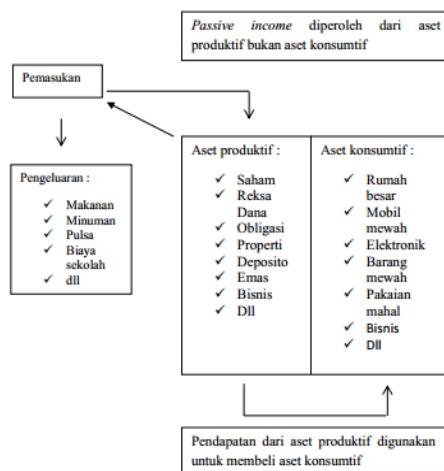 Passive income diperoleh dari aset
produktif bukan aset konsumtif
Pemasukan
Pengeluaran :
✓ Makanan
✓ Minuman
✓ Pulsa
✓ Biaya
sekolah
✓ dll
Aset produktif :
✓ Saham
✓ Reksa
Dana
✓ Obligasi
✓ Properti
✓ Deposito
✓ Emas
✓ Bisnis
✓ Dll
Aset konsumtif :
✓ Rumah
besar
✓ Mobil
mewah
✓ Elektronik
✓ Barang
mewah
✓ Pakaian
mahal
✓ Bisnis
✓ Dll
Pendapatan dari aset produktif digunakan
untuk membeli aset konsumtif